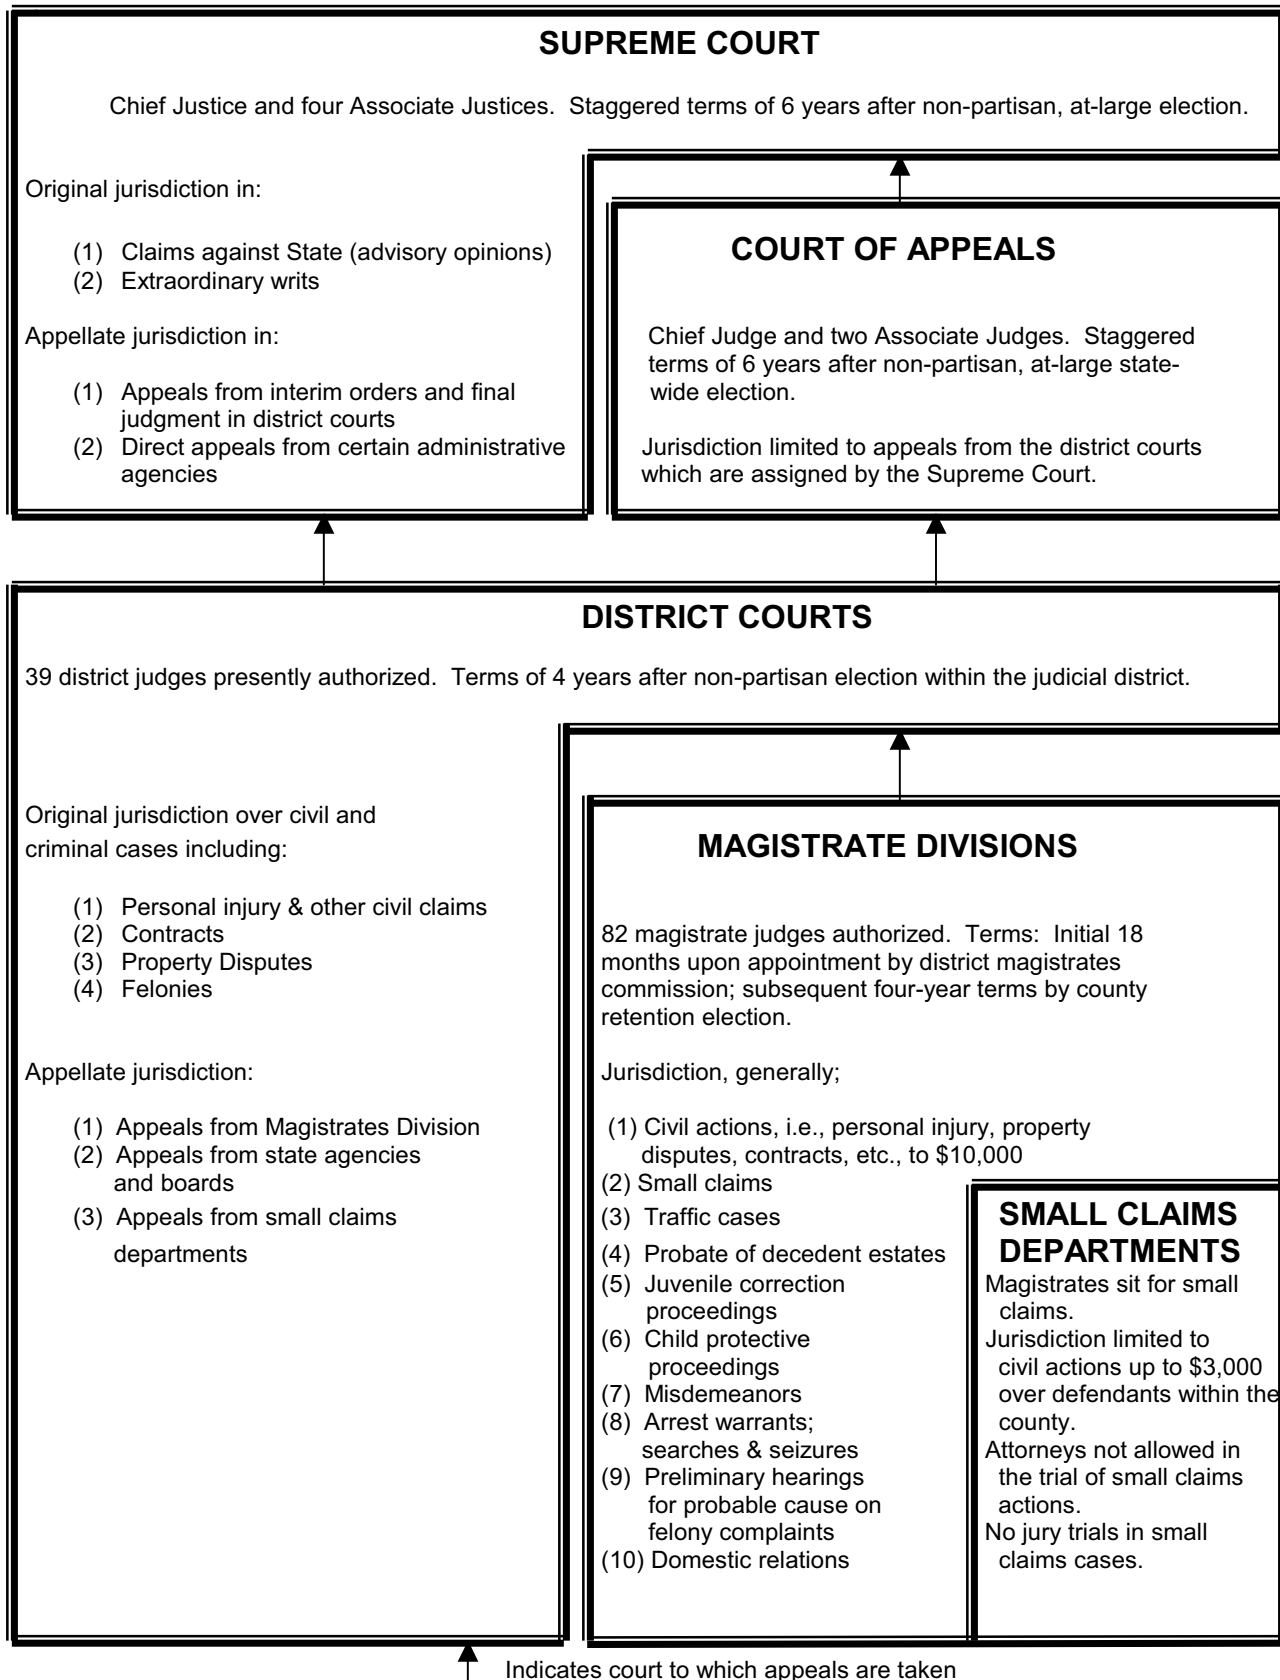 SUPREME COURT
Chief Justice and four Associate Justices.  Staggered terms of 6 years after non-partisan, at-large election.
Original jurisdiction in:
(1)  Claims against State (advisory opinions)
(2)  Extraordinary writs
Appellate jurisdiction in:
(1)  Appeals from interim orders and final
judgment in district courts
(2)  Direct appeals from certain administrative
agencies
COURT OF APPEALS
Chief Judge and two Associate Judges.  Staggered
terms of 6 years after non-partisan, at-large state-
wide election.
Jurisdiction limited to appeals from the district courts
which are assigned by the Supreme Court.
DISTRICT COURTS
39 district judges presently authorized.  Terms of 4 years after non-partisan election within the judicial district.
Original jurisdiction over civil and
criminal cases including:
(1)  Personal injury & other civil claims
(2)  Contracts
(3)  Property Disputes
(4)  Felonies
Appellate jurisdiction:
(1)  Appeals from Magistrates Division
(2)  Appeals from state agencies
and boards
(3)  Appeals from small claims
departments
MAGISTRATE DIVISIONS
82 magistrate judges authorized.  Terms:  Initial 18
months upon appointment by district magistrates
commission; subsequent four-year terms by county
retention election.
Jurisdiction, generally;
(1) Civil actions, i.e., personal injury, property
disputes, contracts, etc., to $10,000
(2) Small claims
(3)  Traffic cases
(4)  Probate of decedent estates
(5)  Juvenile correction
proceedings
(6)  Child protective
proceedings
(7)  Misdemeanors
(8)  Arrest warrants;
searches & seizures
(9)  Preliminary hearings
for probable cause on
felony complaints
(10) Domestic relations
SMALL CLAIMS
DEPARTMENTS
Magistrates sit for small
claims.
Jurisdiction limited to
civil actions up to $3,000
over defendants within the
county.
Attorneys not allowed in
the trial of small claims
actions.
No jury trials in small
claims cases.
Indicates court to which appeals are taken